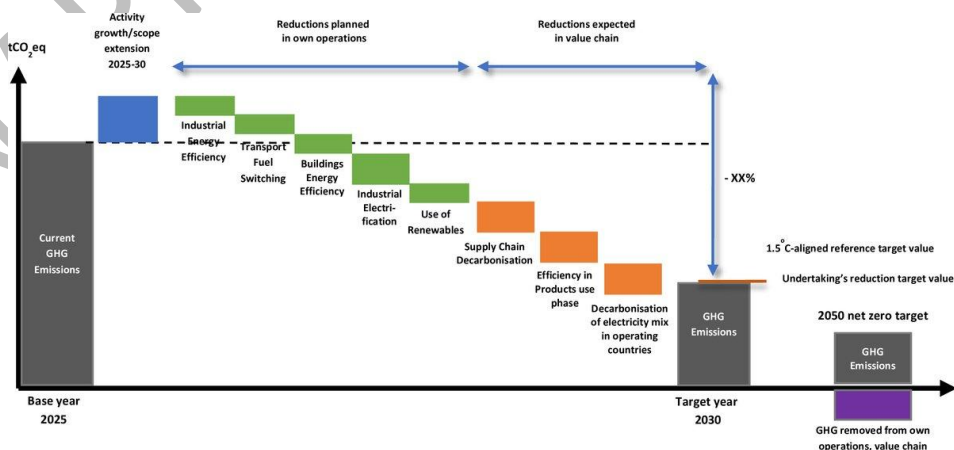 Activity
growth/scope
extension
2025-30
Reductions planned
in own operations
Reductions expected
in value chain
tCO2eq
Industrial
Energy
Efficiency
Transport
Fuel
Switching
Buildings
Energy
Efficiency
Industrial
Electri-
fication
Use of
Renewables
Supply Chain
Decarbonisation
Efficiency in
Products use
phase
Decarbonisation
of electricity mix
in operating
countries
- XX%
1.5°C-aligned reference target value
Undertaking's reduction target value
Current
GHG
Emissions
GHG
Emissions
2050 net zero target
GHG
Emissions
Base year
2025
Target year
2030
GHG removed from own
operations, value chain